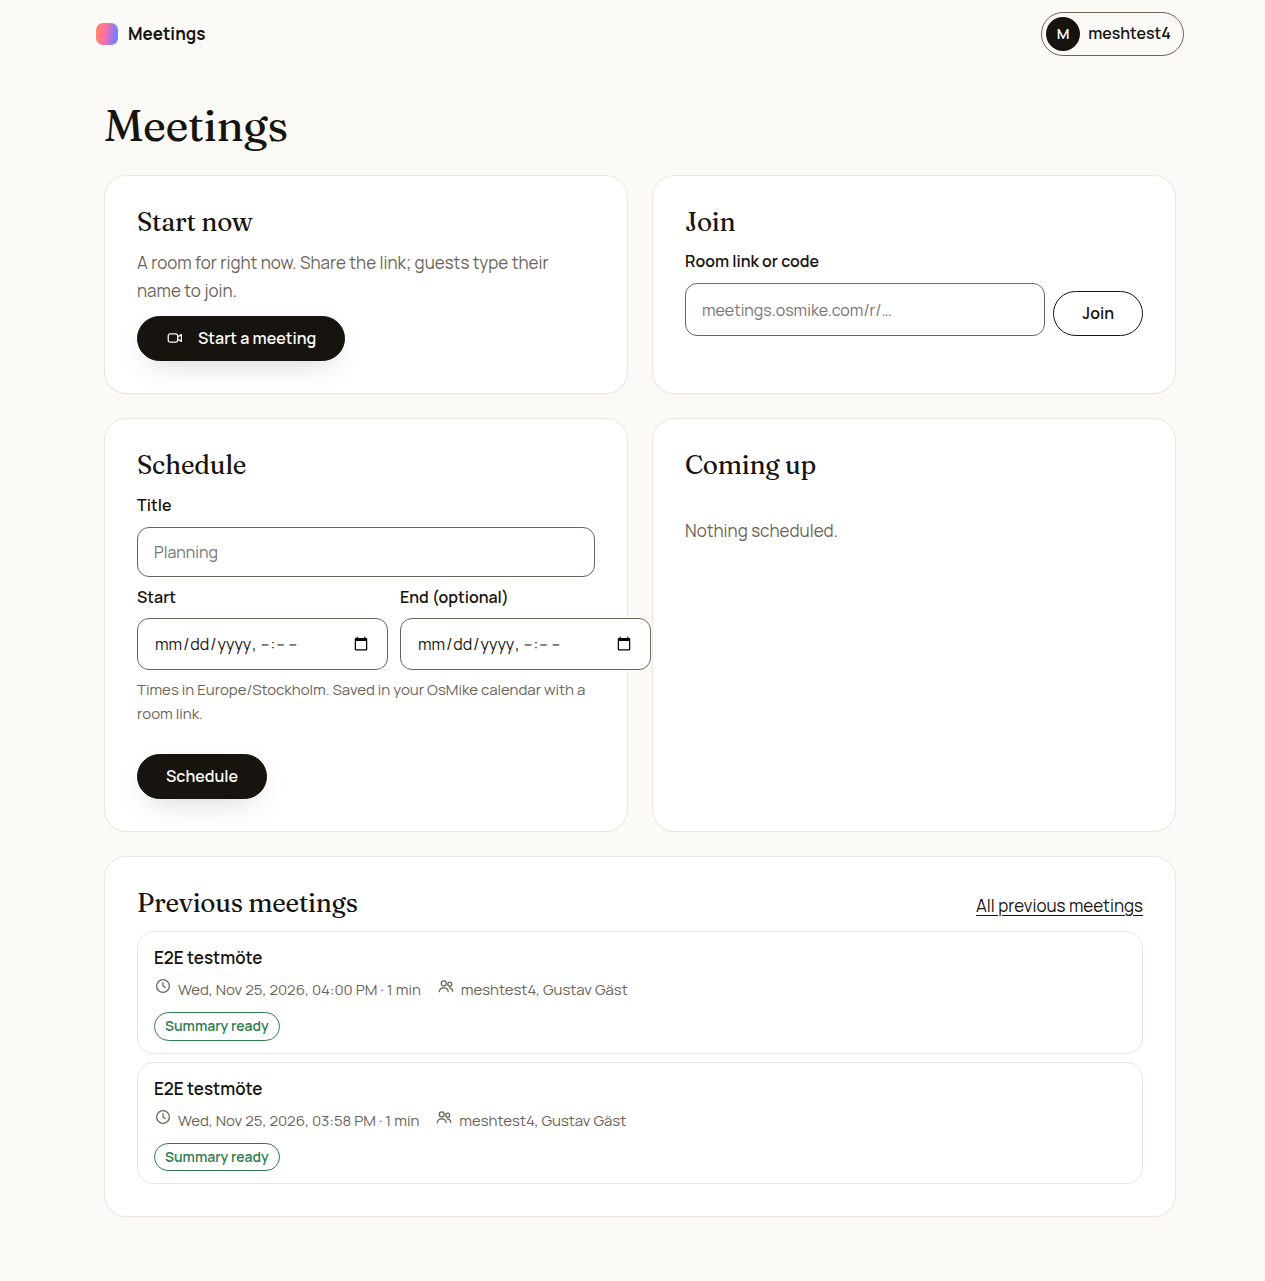 Meetings
M meshtest4
Meetings
Start now
A room for right now. Share the link; guests type their
name to join.
Start a meeting
Join
Room link or code
meetings.osmike.com/r/...
Join
Schedule
Title
Planning
Start
End (optional)
mm/dd/yyyy, --:-- --
mm/dd/yyyy, --:-- --
Times in Europe/Stockholm. Saved in your OsMike calendar with a
room link.
Schedule
Coming up
Nothing scheduled.
Previous meetings
All previous meetings
E2E testmöte
Wed, Nov 25, 2026, 04:00 PM · 1 min meshtest4, Gustav Gäst
Summary ready
E2E testmöte
Wed, Nov 25, 2026, 03:58 PM · 1 min meshtest4, Gustav Gäst
Summary ready